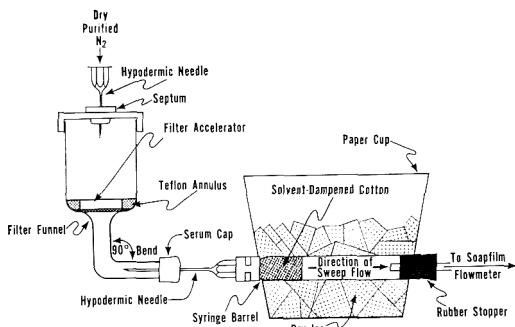 Dry
Purified
N2
Hypodermic Needle
Septum
Filter Accelerator
Paper Cup
Teflon Annulus
Solvent-Dampened Cotton
Filter Funnel
Serum Cap
90° Bend
Direction of
Sweep Flow
To Soapfilm
Flowmeter
Hypodermic Needle
Syringe Barrel
Rubber Stopper